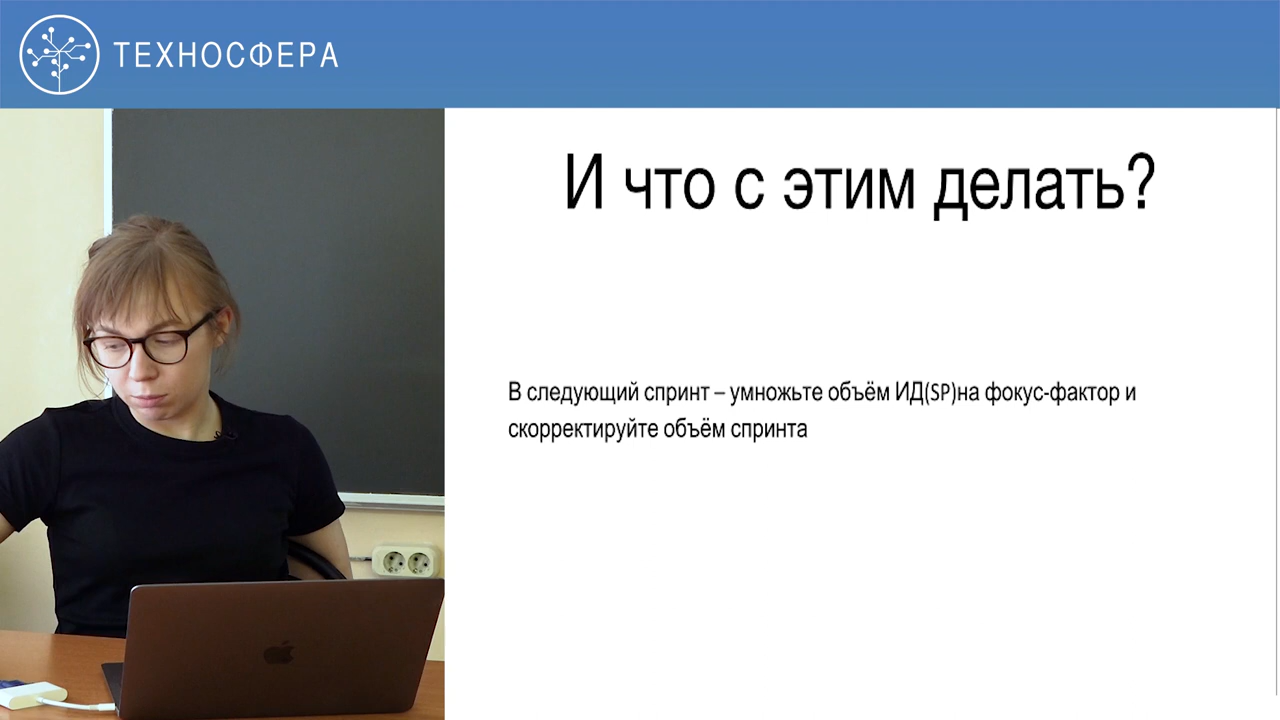 ТЕХНОСФЕРА
И что с этим делать?
В следующий спринт – умножьте объём ИД(SP)на фокус-фактор и
скорректируйте объём спринта